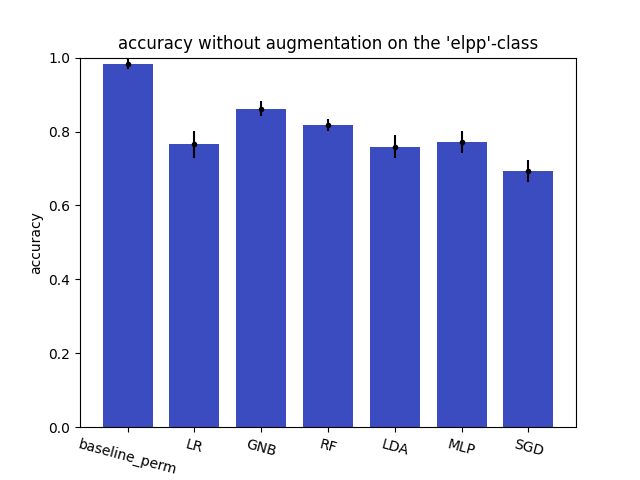 accuracy without augmentation on the 'elpp'-class
1.0
0.8
0.6
0.4
0.2
0.0
accuracy
baseline_perm
LR
GNB
RF
LDA
MLP
SGD